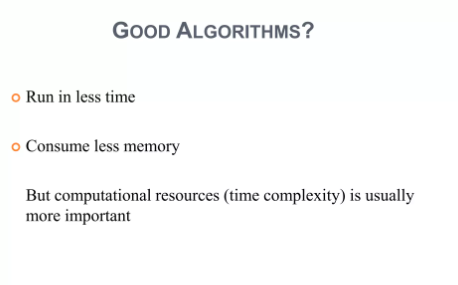 GOOD ALGORITHMS?
Run in less time
Consume less memory
But computational resources (time complexity) is usually
more important